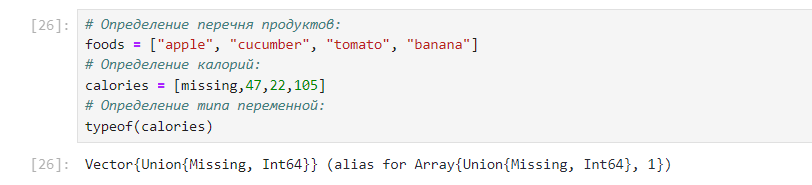 [26]: # Определение перечня продуктов:
foods = ["apple", "cucumber", "tomato", "banana"]
# Определение калорий:
calories = [missing,47,22,105]
# Определение типа переменной:
typeof(calories)
[26]: Vector{Union{Missing, Int64}} (alias for Array{Union{Missing, Int64}, 1})